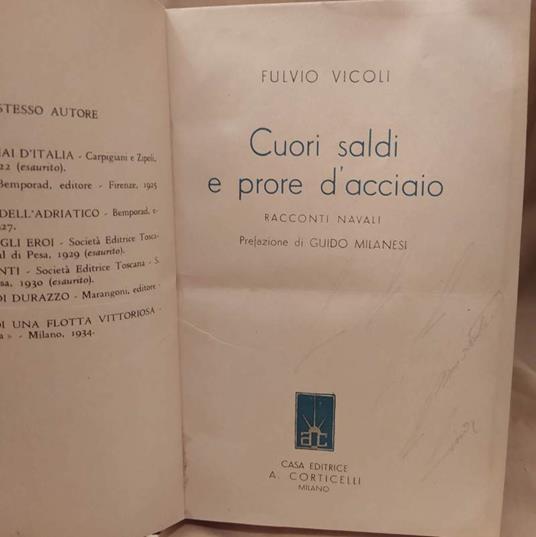 STESSO AUTORE
AI D'ITALIA - Carpigiani e Zipoli,
22 (esaurito).
Bemporad, editore - Firenze, 1925
DELL'ADRIATICO - Bemporad, e-
27.
GLI EROI - Società Editrice Tosca-
al di Pesa, 1929 (esaurito).
NTI - Società Editrice Toscana - S.
sa, 1930 (esaurito).
DI DURAZZO - Marangoni, editore -
DI UNA FLOTTA VITTORIOSA -
a » - Milano, 1934.
FULVIO VICOLI
Cuori saldi
e prore d'acciaio
RACCONTI NAVALI
Prefazione di GUIDO MILANESI
ac
CASA EDITRICE
A. CORTICELLI
MILANO